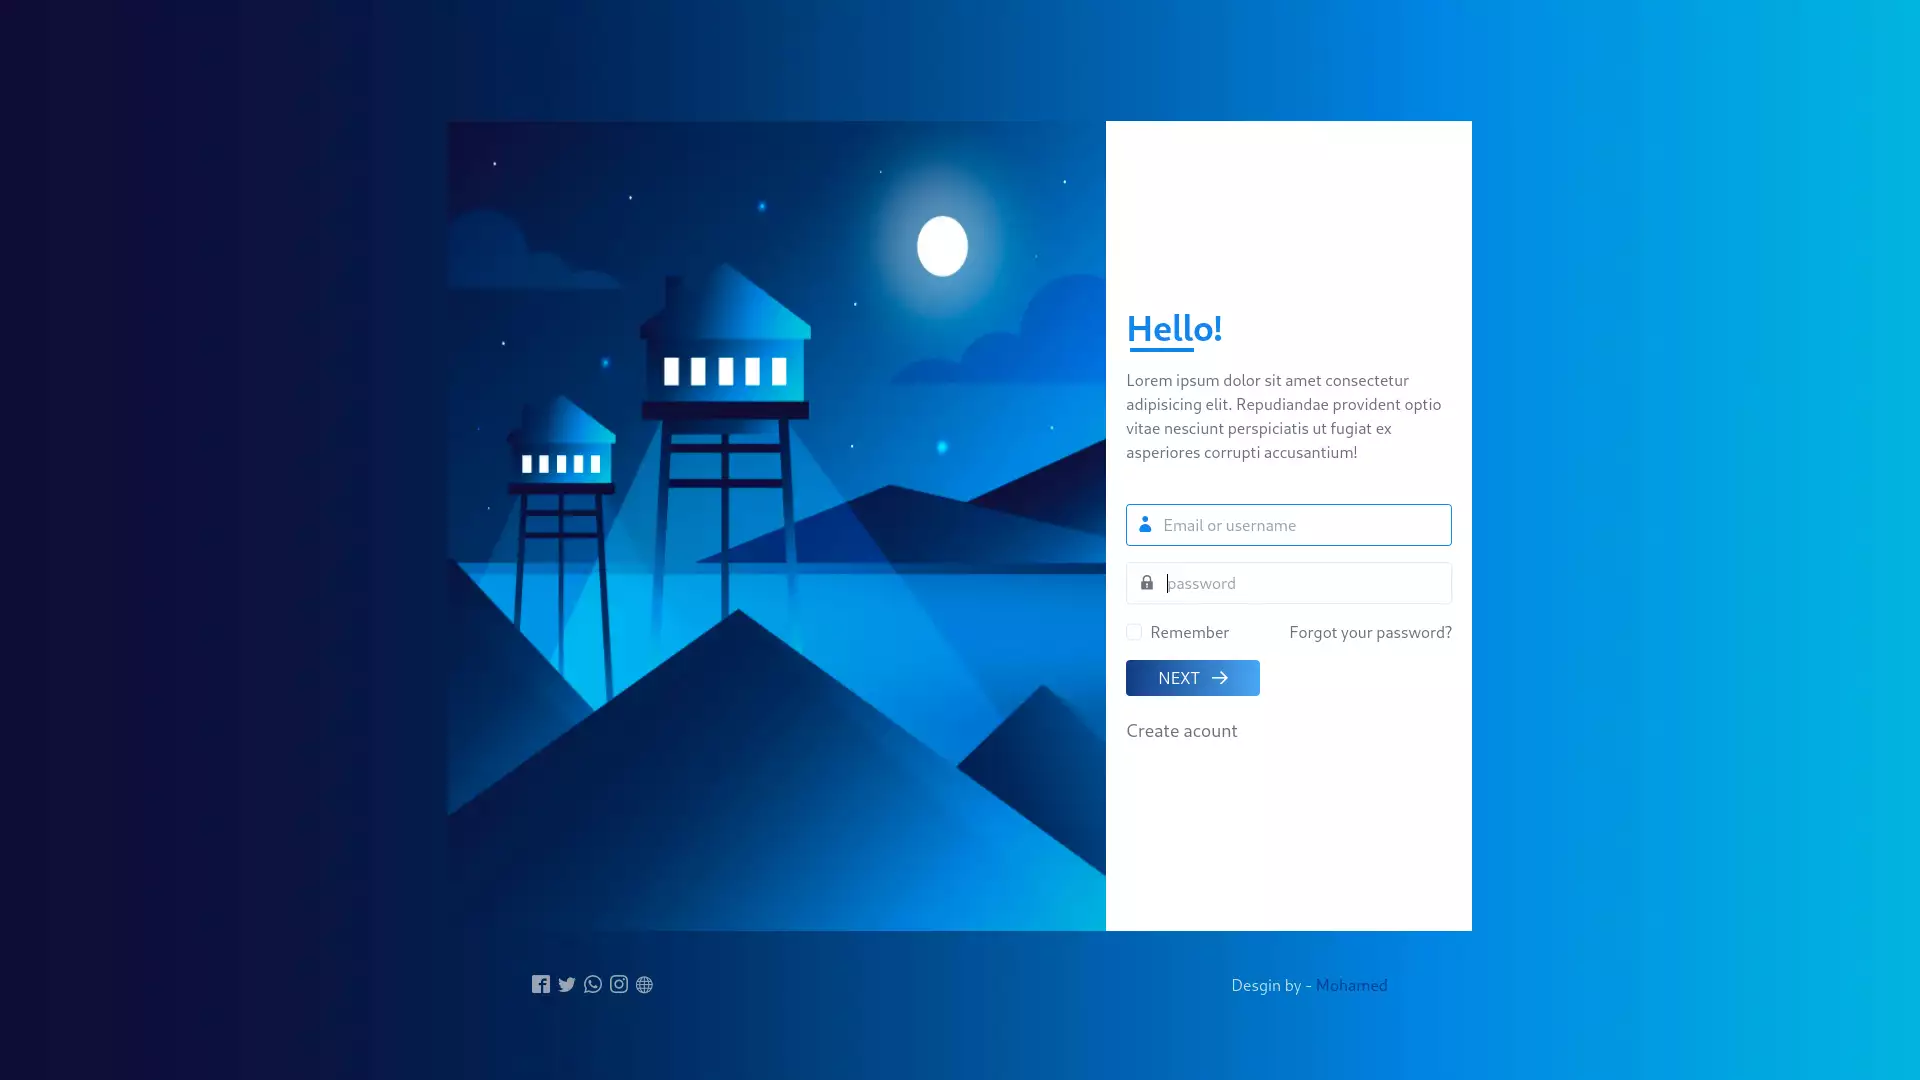 Hello!
Lorem ipsum dolor sit amet consectetur
adipisicing elit. Repudiandae provident optio
vitae nesciunt perspiciatis ut fugiat ex
asperiores corrupti accusantium!
Email or username
password
Remember Forgot your password?
NEXT
Create acount
Desgin by - Mohamed